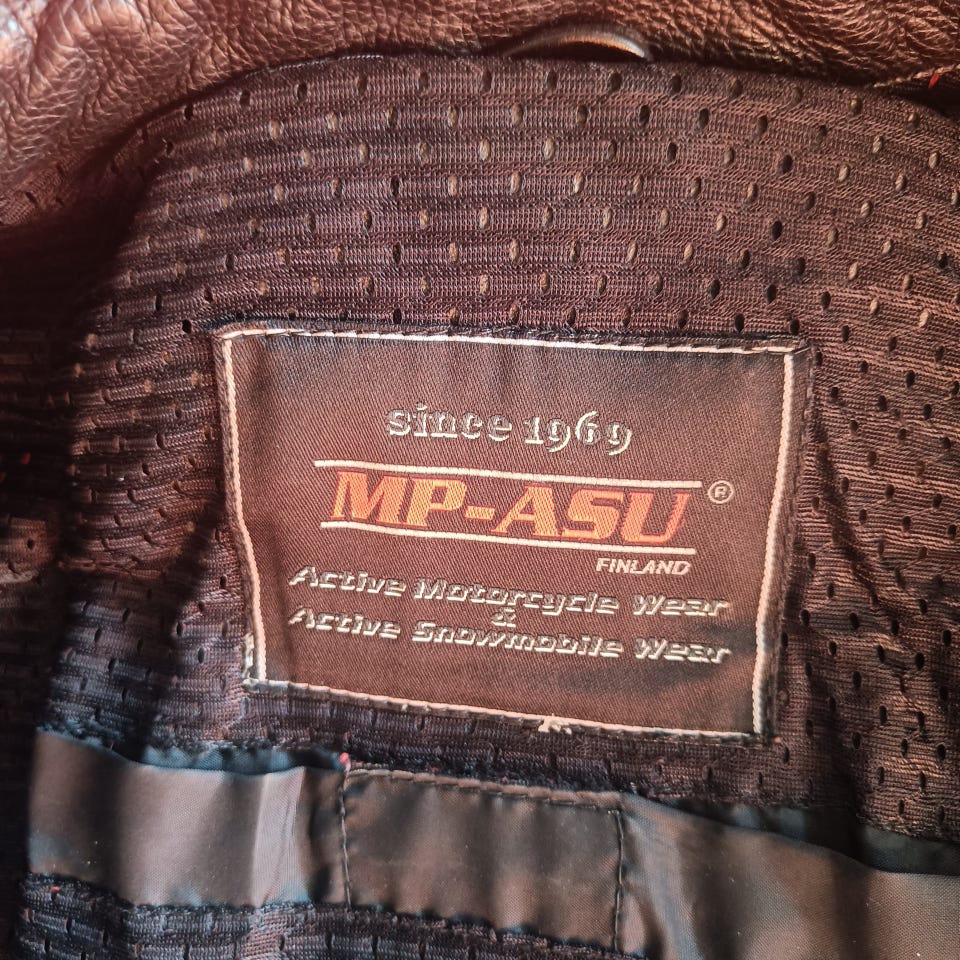 since 1969
MP-ASU ®
FINLAND
Active Motorcycle Wear
&
Active Snowmobile Wear